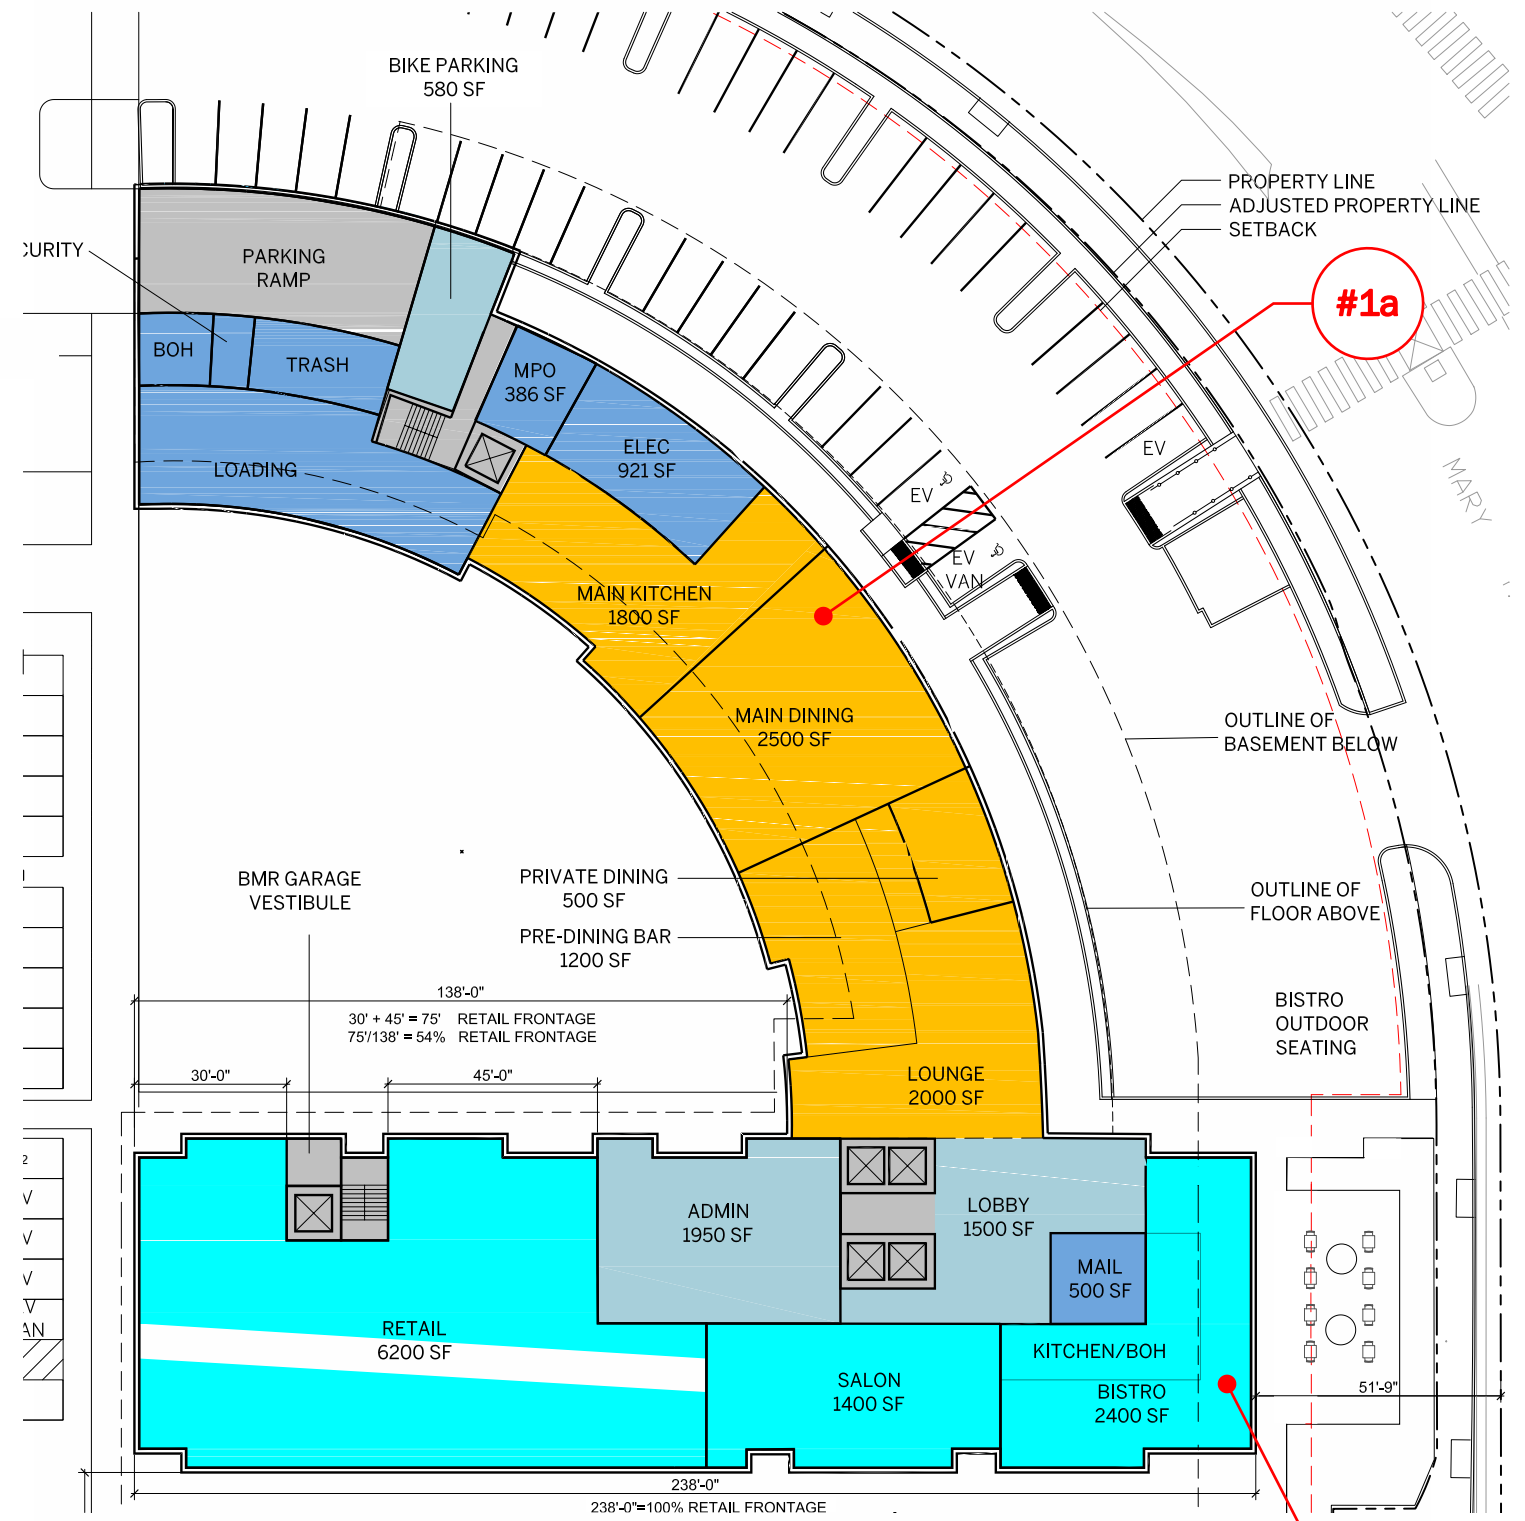 BIKE PARKING
580 SF
PROPERTY LINE
ADJUSTED PROPERTY LINE
SETBACK
CURITY
PARKING
RAMP
#1a
BOH
TRASH
MPO
386 SF
ELEC
921 SF
LOADING
EV
EV
EV
VAN
MARY
MAIN KITCHEN
1800 SF
MAIN DINING
2500 SF
OUTLINE OF
BASEMENT BELOW
BMR GARAGE
VESTIBULE
PRIVATE DINING
500 SF
OUTLINE OF
FLOOR ABOVE
PRE-DINING BAR
1200 SF
138'-0"
30' + 45' = 75' RETAIL FRONTAGE
75'/138' = 54% RETAIL FRONTAGE
BISTRO
OUTDOOR
SEATING
30'-0"
45'-0"
LOUNGE
2000 SF
2
V
V
V
V
AN
ADMIN
1950 SF
LOBBY
1500 SF
MAIL
500 SF
RETAIL
6200 SF
KITCHEN/BOH
SALON
1400 SF
BISTRO
2400 SF
51'-9"
238'-0"
238'-0"=100% RETAIL FRONTAGE